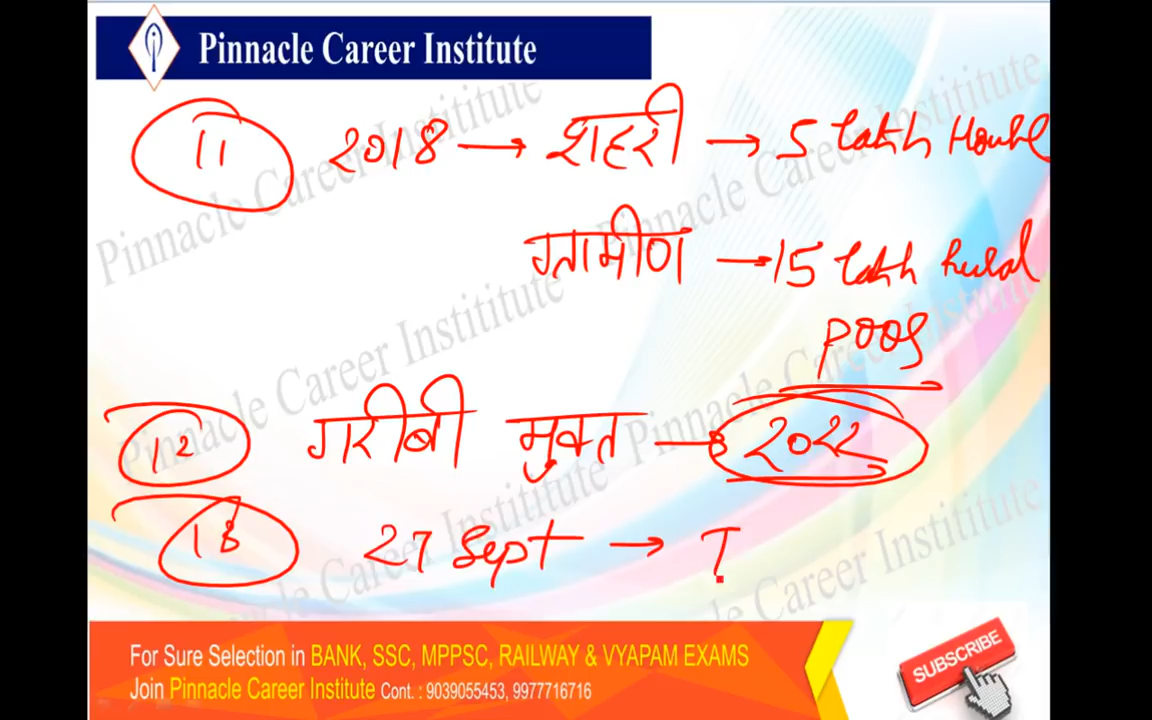 Pinnacle Career Institute
11 2018 → शहरी → 5 lakh House
ग्रामीण → 15 lakh Rural
poor
12 गरीबी मुक्त → 2022
13 27 Sept → T
For Sure Selection in BANK, SSC, MPPSC, RAILWAY & VYAPAM EXAMS
Join Pinnacle Career Institute Cont. : 9039055453, 9977716716
SUBSCRIBE